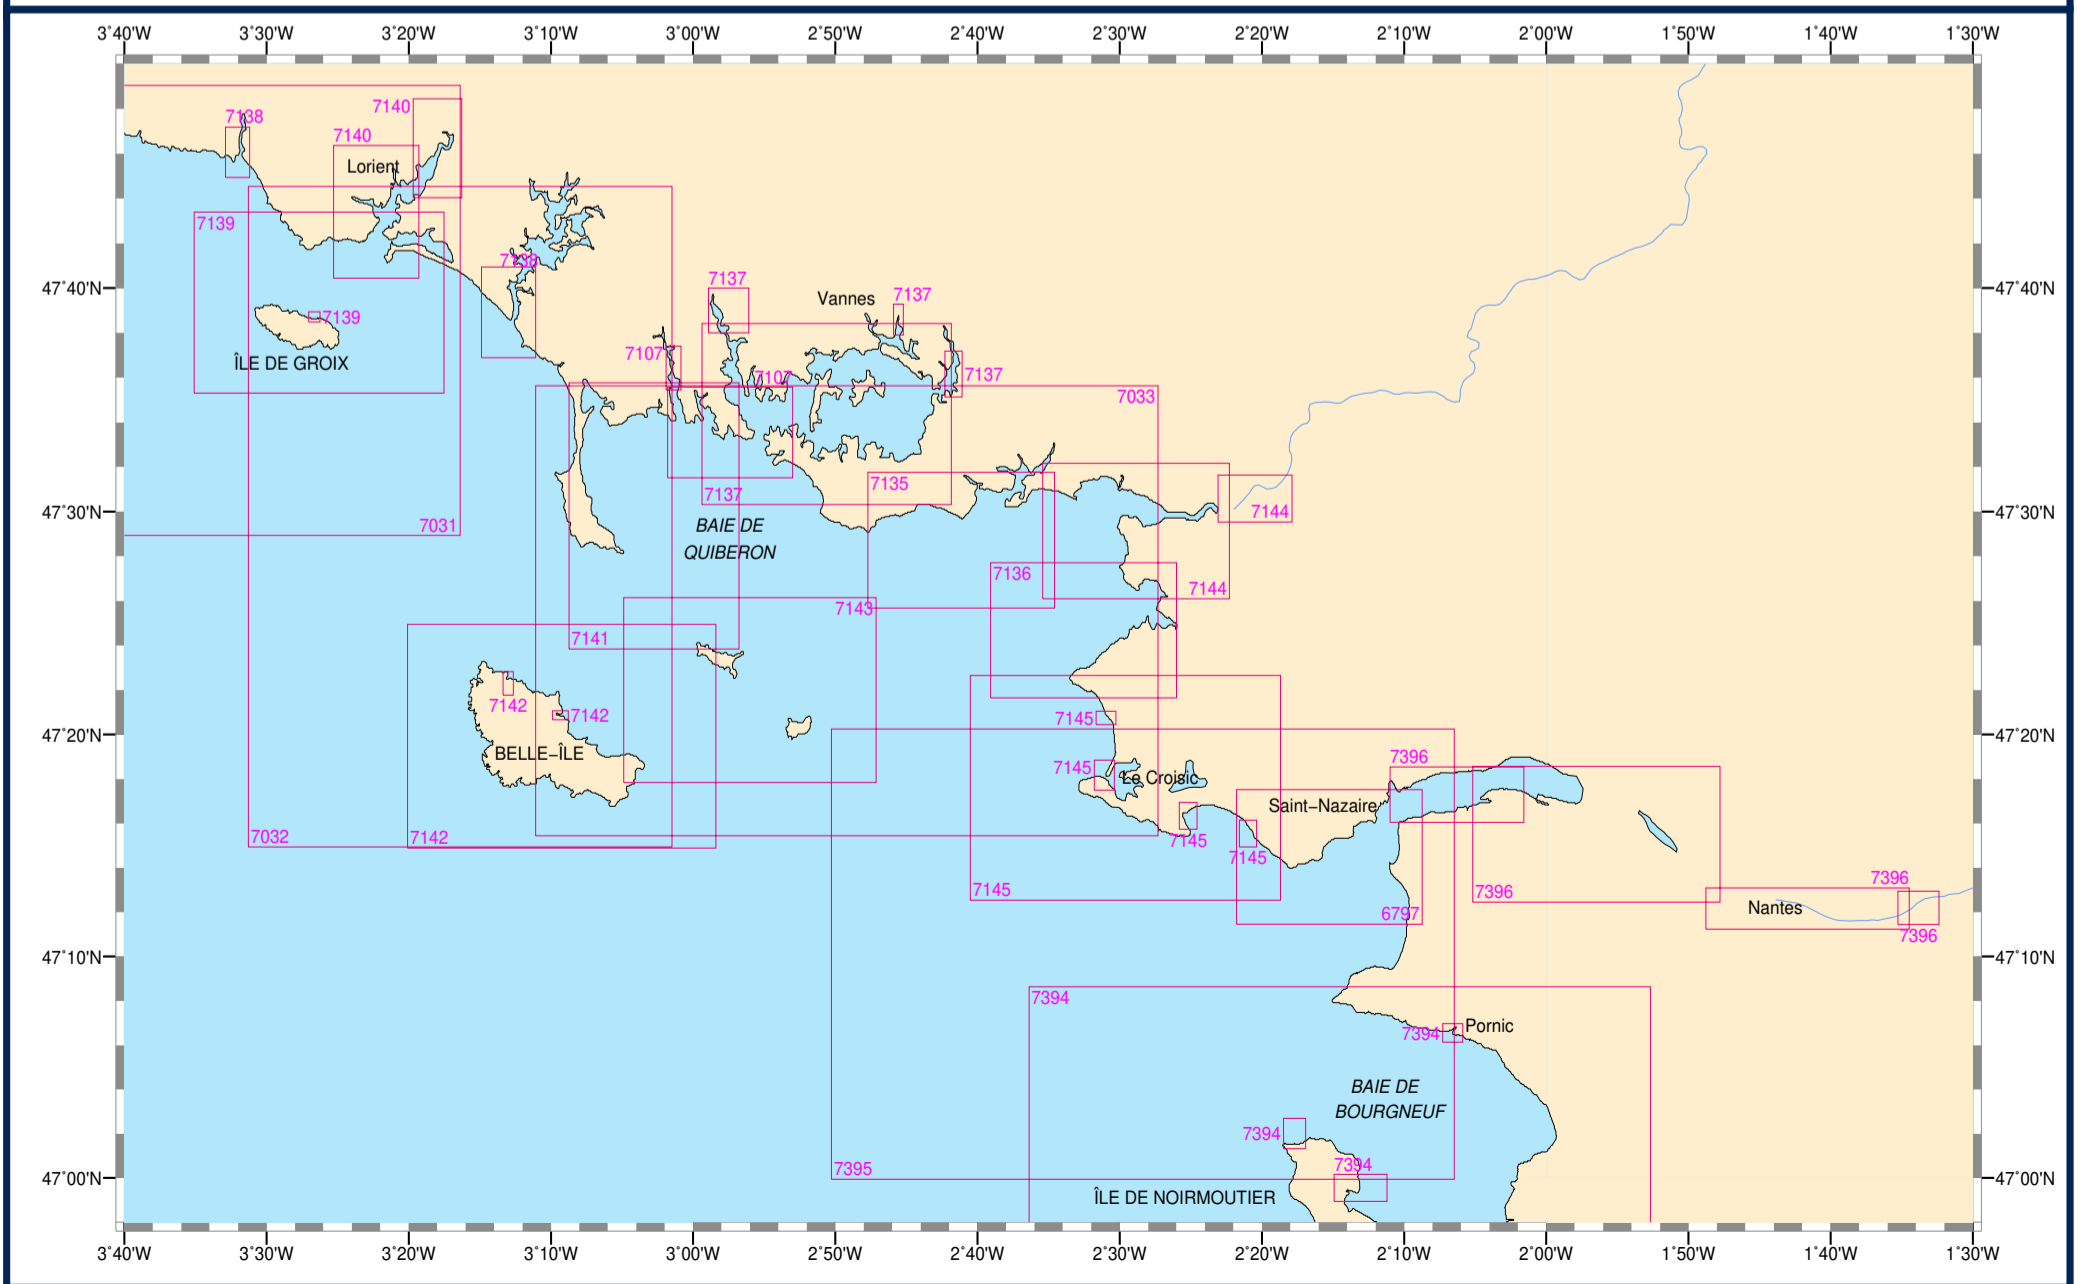 3°40'W 3°30'W 3°20'W 3°10'W 3°00'W 2°50'W 2°40'W 2°30'W 2°20'W 2°10'W 2°00'W 1°50'W 1°40'W 1°30'W
7140
7138
7140
Lorient
7139
7138
7137
47°40'N
Vannes
7137
47°40'N
7139
ÎLE DE GROIX
7107
7107
7137
7033
7135
7137
47°30'N
7031
7144
47°30'N
BAIE DE
QUIBERON
7136
7144
7143
7141
7142
7142
7145
47°20'N
47°20'N
BELLE–ÎLE
7396
7145
Le Croisic
Saint–Nazaire
7032
7142
7145
7145
7145
7396
7396
Nantes
6797
7396
47°10'N
47°10'N
7394
Pornic
7394
BAIE DE
BOURGNEUF
7394
7395
7394
47°00'N
47°00'N
ÎLE DE NOIRMOUTIER
3°40'W 3°30'W 3°20'W 3°10'W 3°00'W 2°50'W 2°40'W 2°30'W 2°20'W 2°10'W 2°00'W 1°50'W 1°40'W 1°30'W